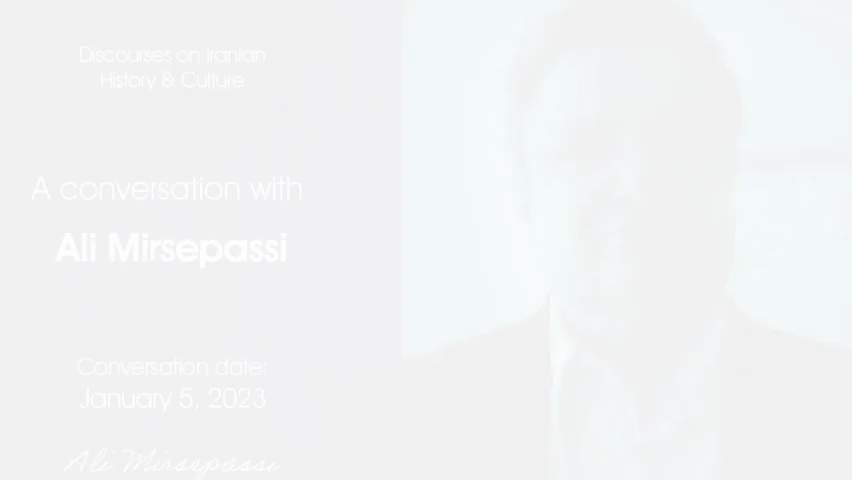 Discourses on Iranian
History & Culture
A conversation with
Ali Mirsepassi
Conversation date:
January 5, 2023
Ali Mirsepassi